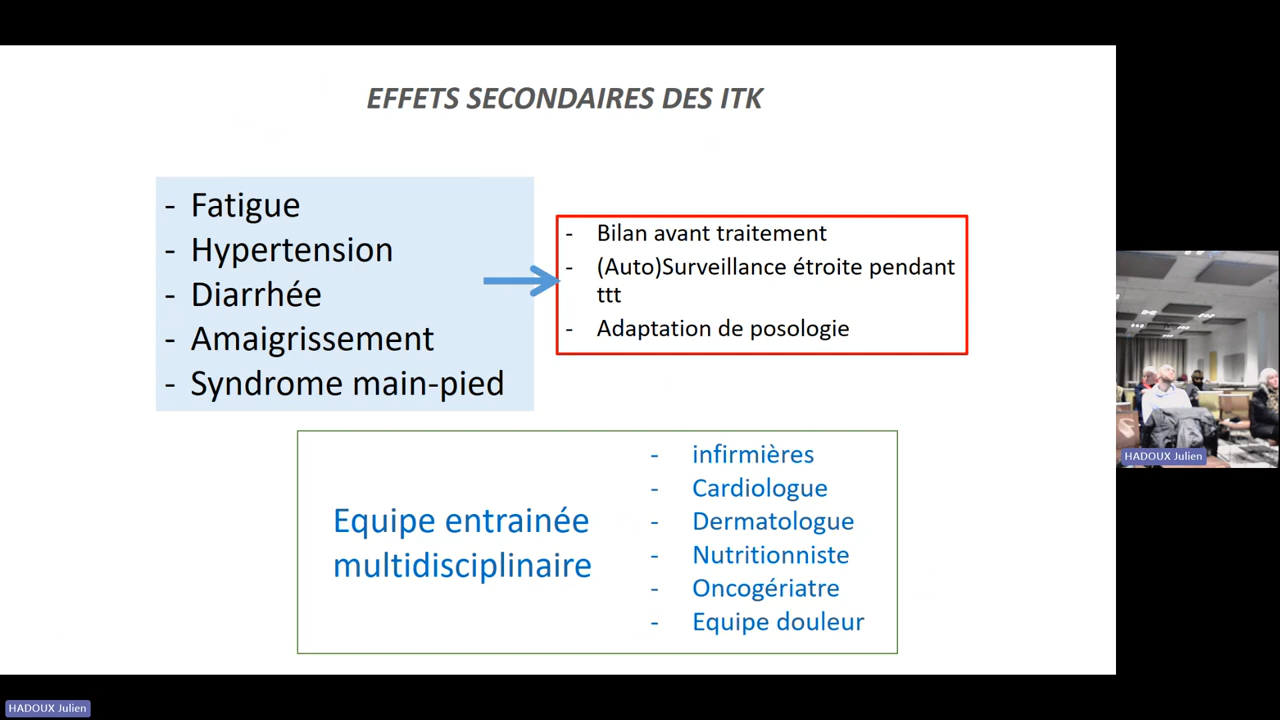 EFFETS SECONDAIRES DES ITK
- Fatigue
- Hypertension
- Diarrhée
- Amaigrissement
- Syndrome main-pied
- Bilan avant traitement
- (Auto)Surveillance étroite pendant
ttt
- Adaptation de posologie
Equipe entrainée
multidisciplinaire
- infirmières
- Cardiologue
- Dermatologue
- Nutritionniste
- Oncogériatre
- Equipe douleur
HADOUX Julien
HADOUX Julien